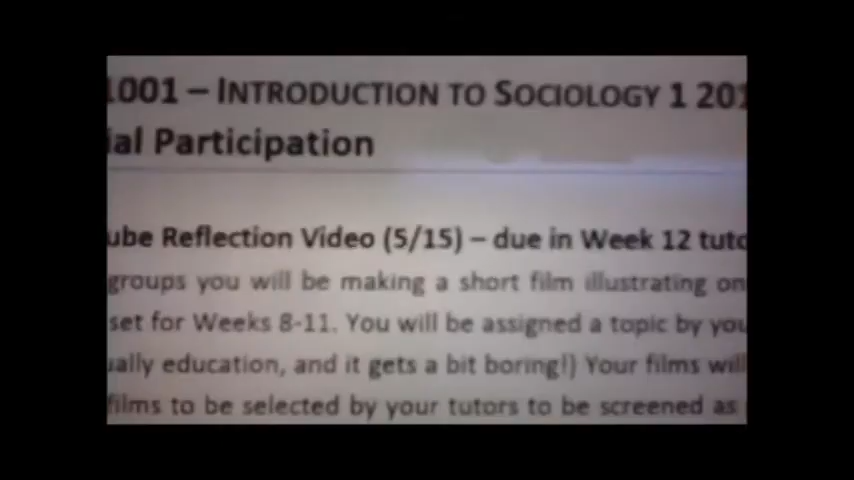 1001 – INTRODUCTION TO SOCIOLOGY 1 201
ial Participation
ube Reflection Video (5/15) – due in Week 12 tuto
groups you will be making a short film illustrating on
set for Weeks 8-11. You will be assigned a topic by you
ually education, and it gets a bit boring!) Your films will
films to be selected by your tutors to be screened as